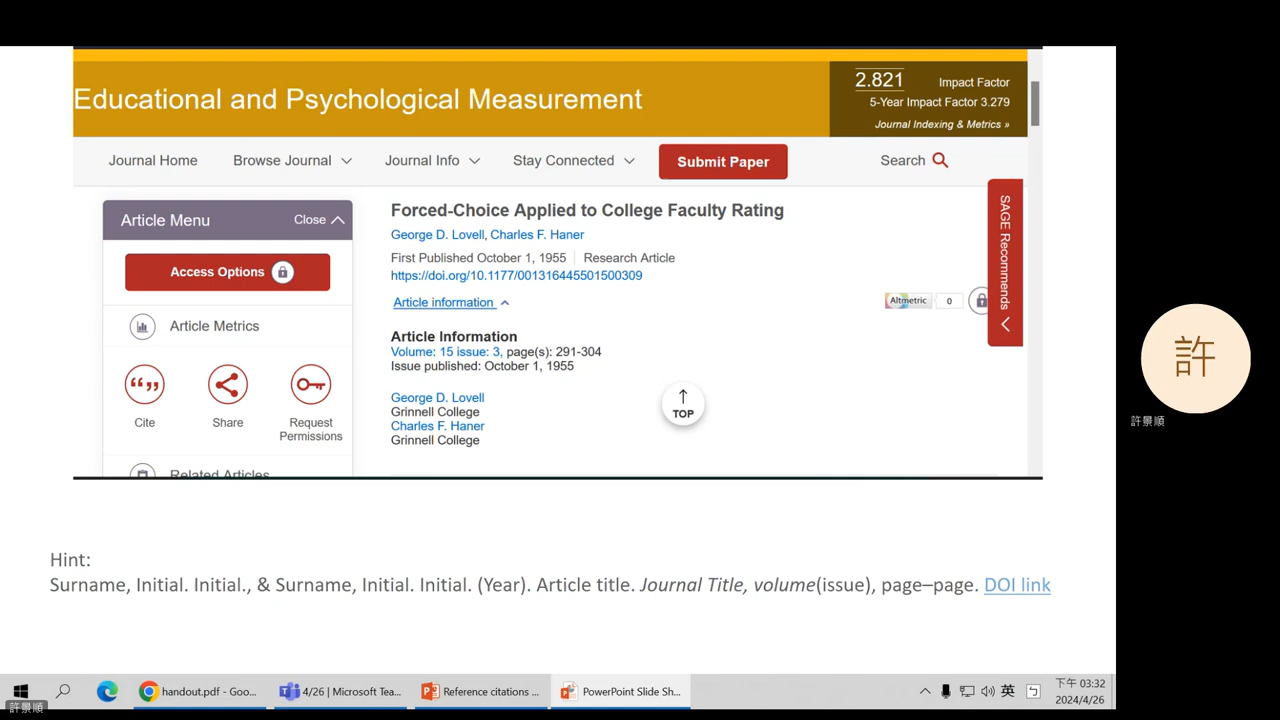 Educational and Psychological Measurement
2.821 Impact Factor
5-Year Impact Factor 3.279
Journal Indexing & Metrics »
Journal Home Browse Journal Journal Info Stay Connected Submit Paper Search
Article Menu Close
Access Options
Article Metrics
Cite Share Request Permissions
Related Articles
Forced-Choice Applied to College Faculty Rating
George D. Lovell, Charles F. Haner
First Published October 1, 1955 Research Article
https://doi.org/10.1177/001316445501500309
Article information
Altmetric 0
SAGE Recommends
Article Information
Volume: 15 issue: 3, page(s): 291-304
Issue published: October 1, 1955
George D. Lovell
Grinnell College
Charles F. Haner
Grinnell College
TOP
許
許景順
Hint:
Surname, Initial. Initial., & Surname, Initial. Initial. (Year). Article title. Journal Title, volume(issue), page–page. DOI link
handout.pdf - Goo...
4/26 | Microsoft Tea...
Reference citations ...
PowerPoint Slide Sh...
英
ㄅ
下午 03:32
2024/4/26
許景順